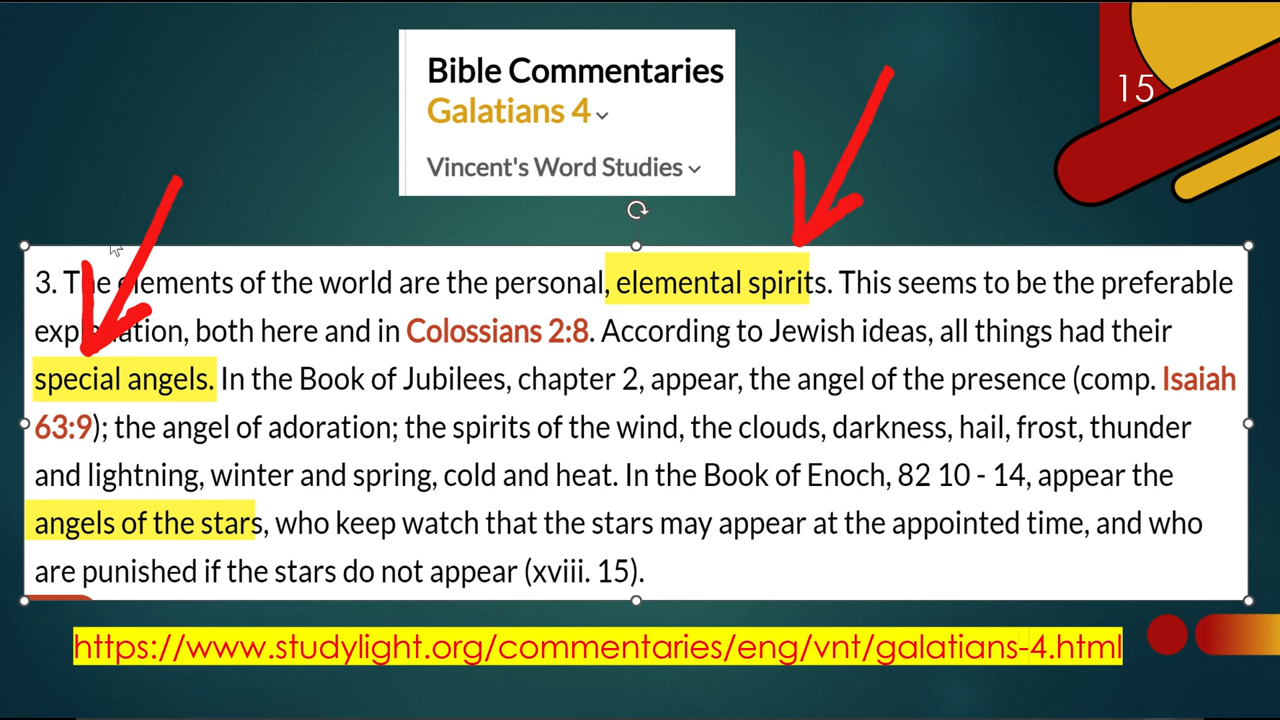 15
Bible Commentaries
Galatians 4
Vincent's Word Studies
3. The elements of the world are the personal, elemental spirits. This seems to be the preferable
explanation, both here and in Colossians 2:8. According to Jewish ideas, all things had their
special angels. In the Book of Jubilees, chapter 2, appear, the angel of the presence (comp. Isaiah
63:9); the angel of adoration; the spirits of the wind, the clouds, darkness, hail, frost, thunder
and lightning, winter and spring, cold and heat. In the Book of Enoch, 82 10 - 14, appear the
angels of the stars, who keep watch that the stars may appear at the appointed time, and who
are punished if the stars do not appear (xviii. 15).
https://www.studylight.org/commentaries/eng/vnt/galatians-4.html